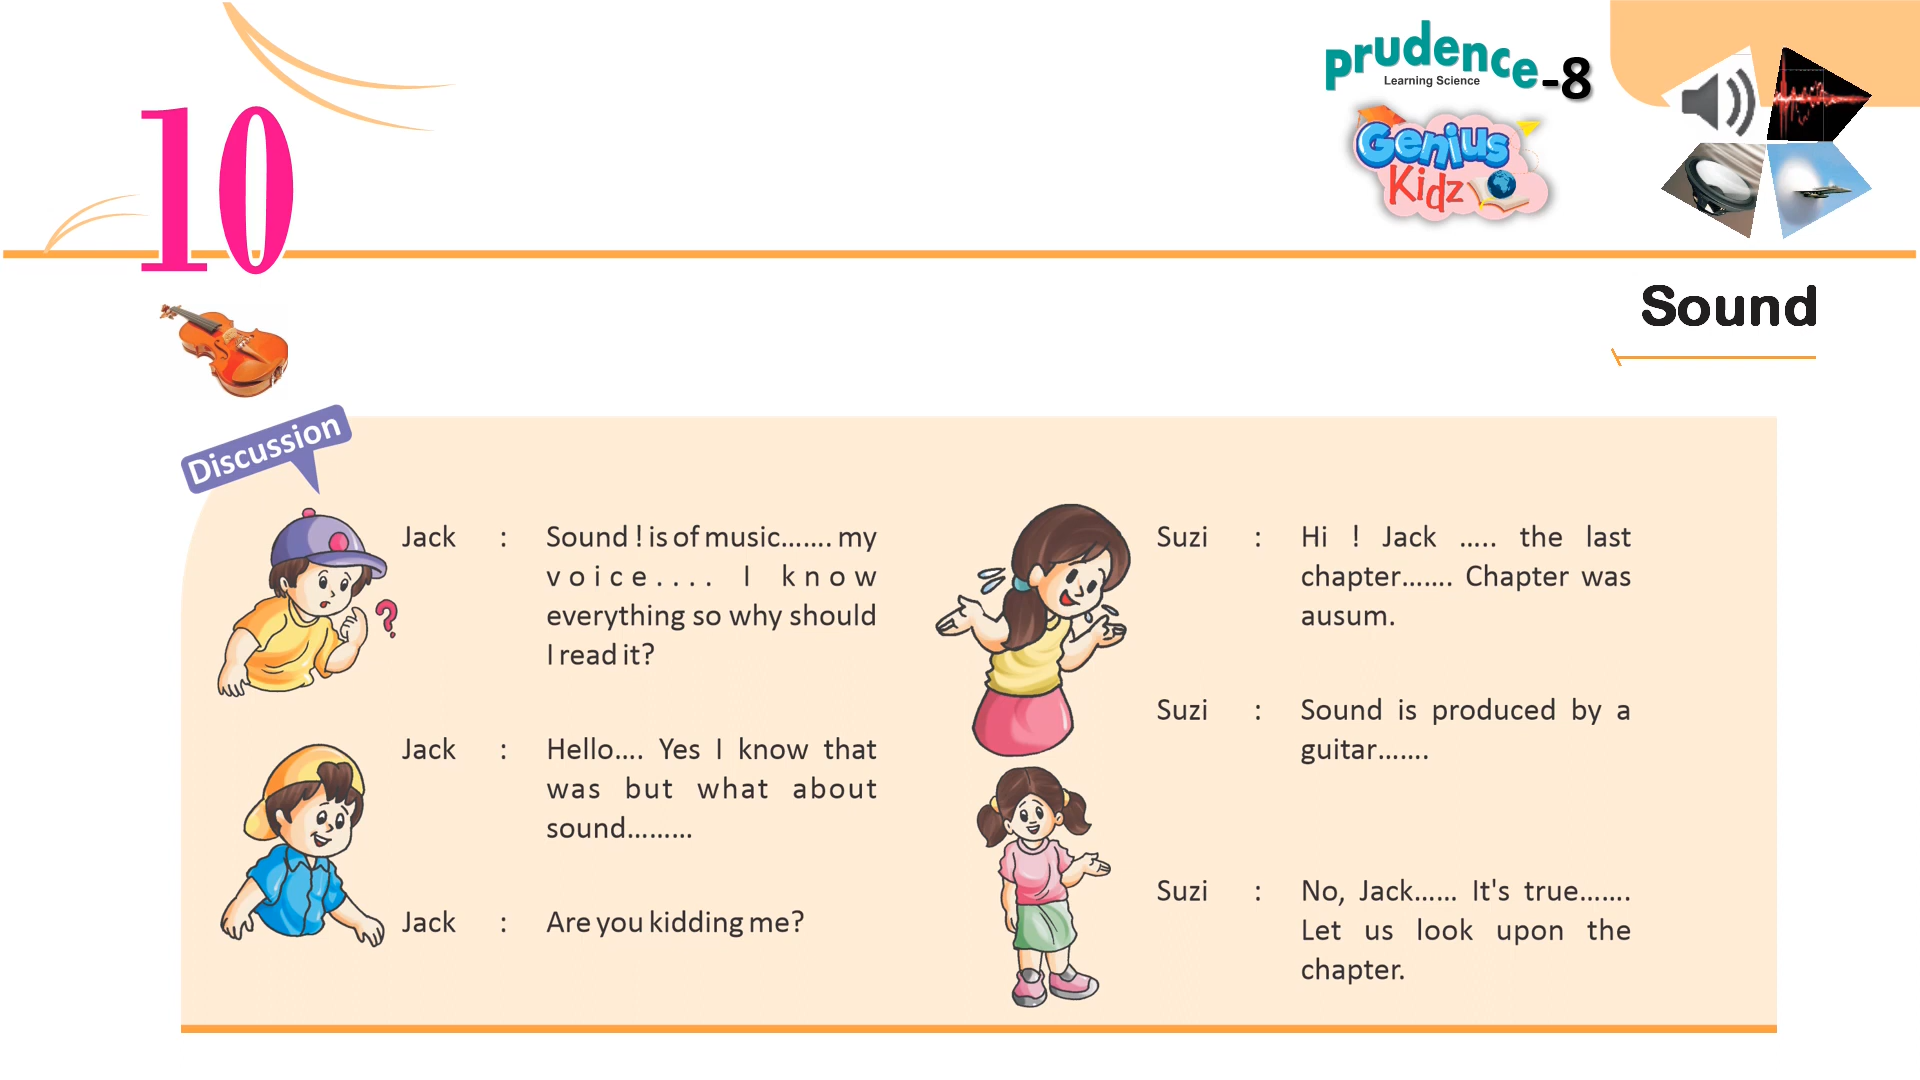 prudence-8
Learning Science
Genius
Kidz
10
Sound
Discussion
Jack : Sound ! is of music....... my
voice.... I know
everything so why should
I read it?
Jack : Hello.... Yes I know that
was but what about
sound.........
Jack : Are you kidding me?
Suzi : Hi ! Jack ..... the last
chapter....... Chapter was
ausum.
Suzi : Sound is produced by a
guitar.......
Suzi : No, Jack...... It's true.......
Let us look upon the
chapter.